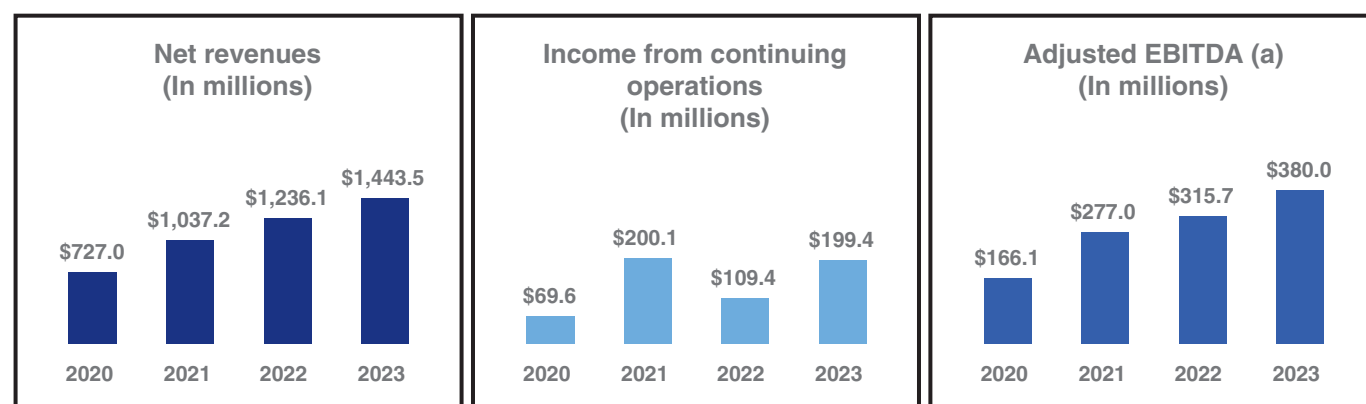 Net revenues
(In millions)
$727.0
$1,037.2
$1,236.1
$1,443.5
2020 2021 2022 2023
Income from continuing
operations
(In millions)
$69.6
$200.1
$109.4
$199.4
2020 2021 2022 2023
Adjusted EBITDA (a)
(In millions)
$166.1
$277.0
$315.7
$380.0
2020 2021 2022 2023